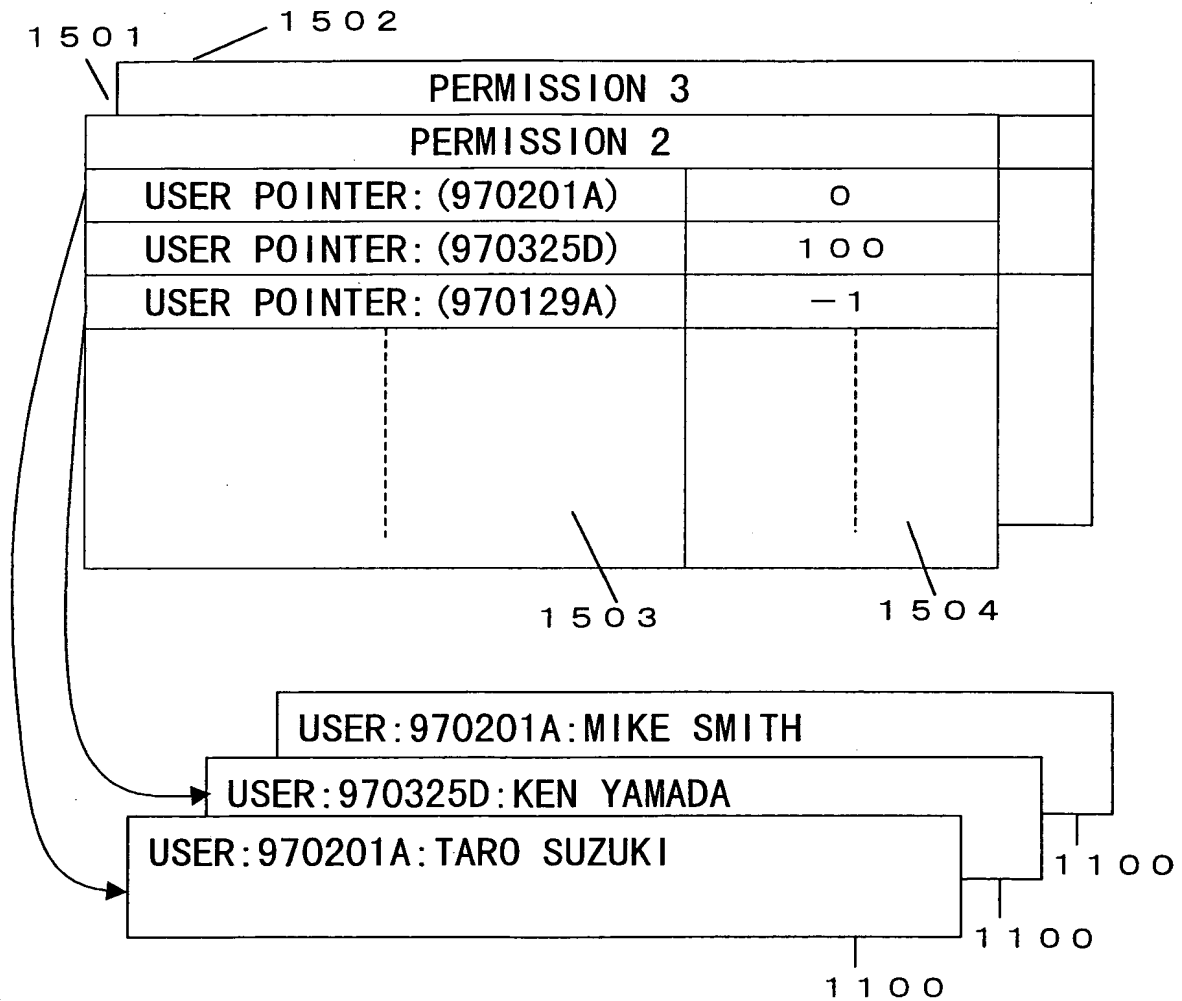 1501
1502
PERMISSION 3
PERMISSION 2
USER POINTER:(970201A) 0
USER POINTER:(970325D) 100
USER POINTER:(970129A) -1
1503
1504
USER:970201A:MIKE SMITH
USER:970325D:KEN YAMADA
USER:970201A:TARO SUZUKI
1100
1100
1100